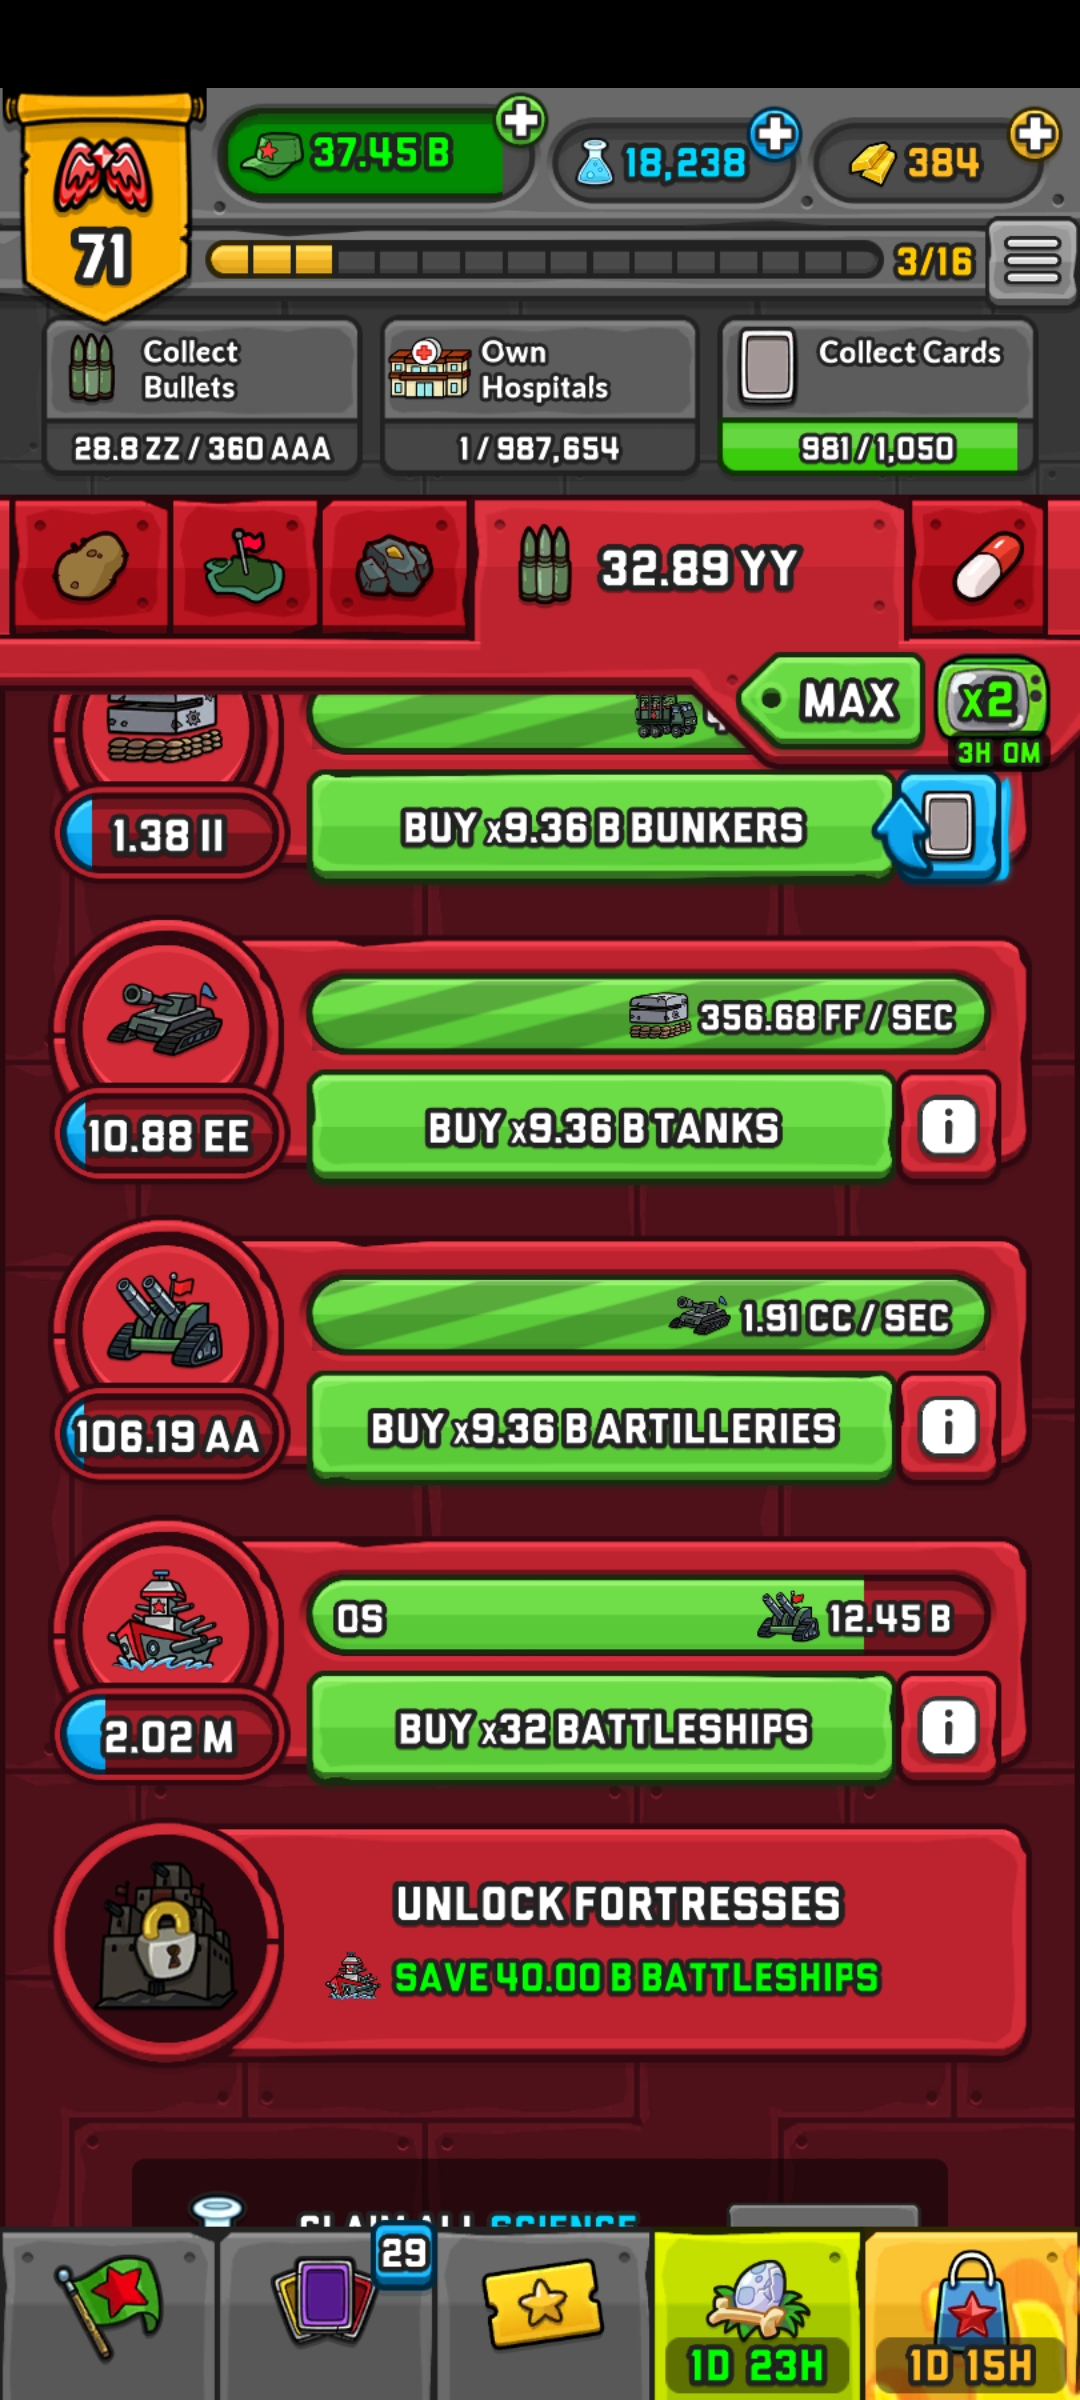 37.45 B
18,238
384
71
3/16
Collect
Bullets
28.8 ZZ / 360 AAA
Own
Hospitals
1 / 987,654
Collect Cards
981 / 1,050
32.89 YY
MAX
x2
3H 0M
1.38 II
BUY x9.36 B BUNKERS
356.68 FF / SEC
10.88 EE
BUY x9.36 B TANKS
i
1.91 CC / SEC
106.19 AA
BUY x9.36 B ARTILLERIES
i
0S
12.45 B
2.02 M
BUY x32 BATTLESHIPS
i
UNLOCK FORTRESSES
SAVE 40.00 B BATTLESHIPS
CLAIM ALL SCIENCE
29
1D 23H
1D 15H